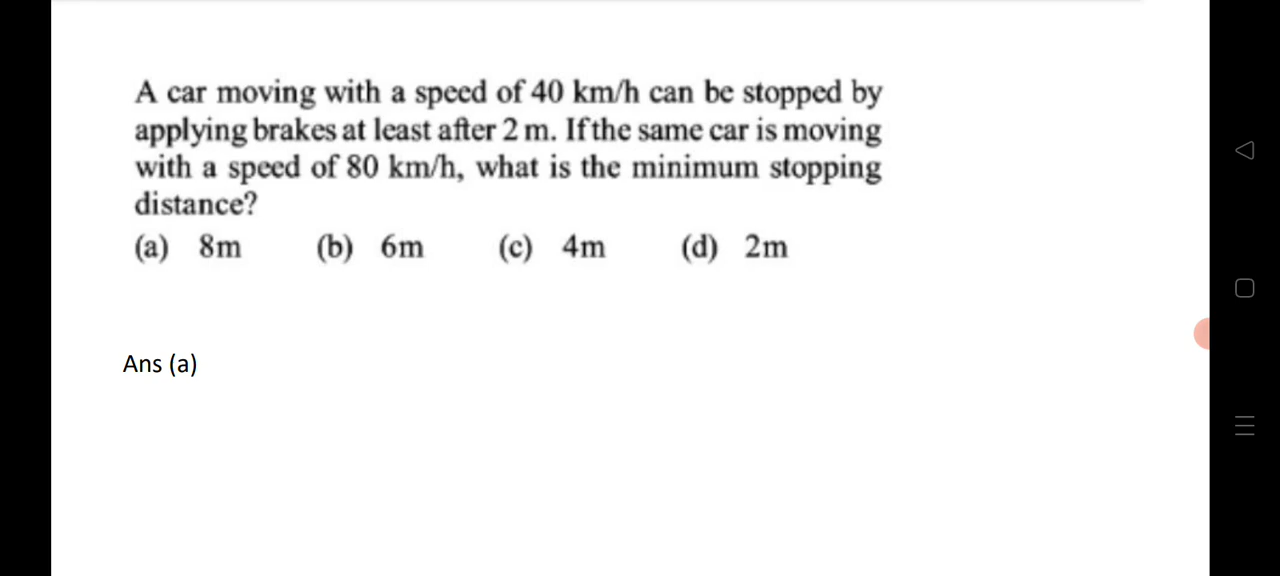 A car moving with a speed of 40 km/h can be stopped by
applying brakes at least after 2 m. If the same car is moving
with a speed of 80 km/h, what is the minimum stopping
distance?
(a) 8m (b) 6m (c) 4m (d) 2m
Ans (a)